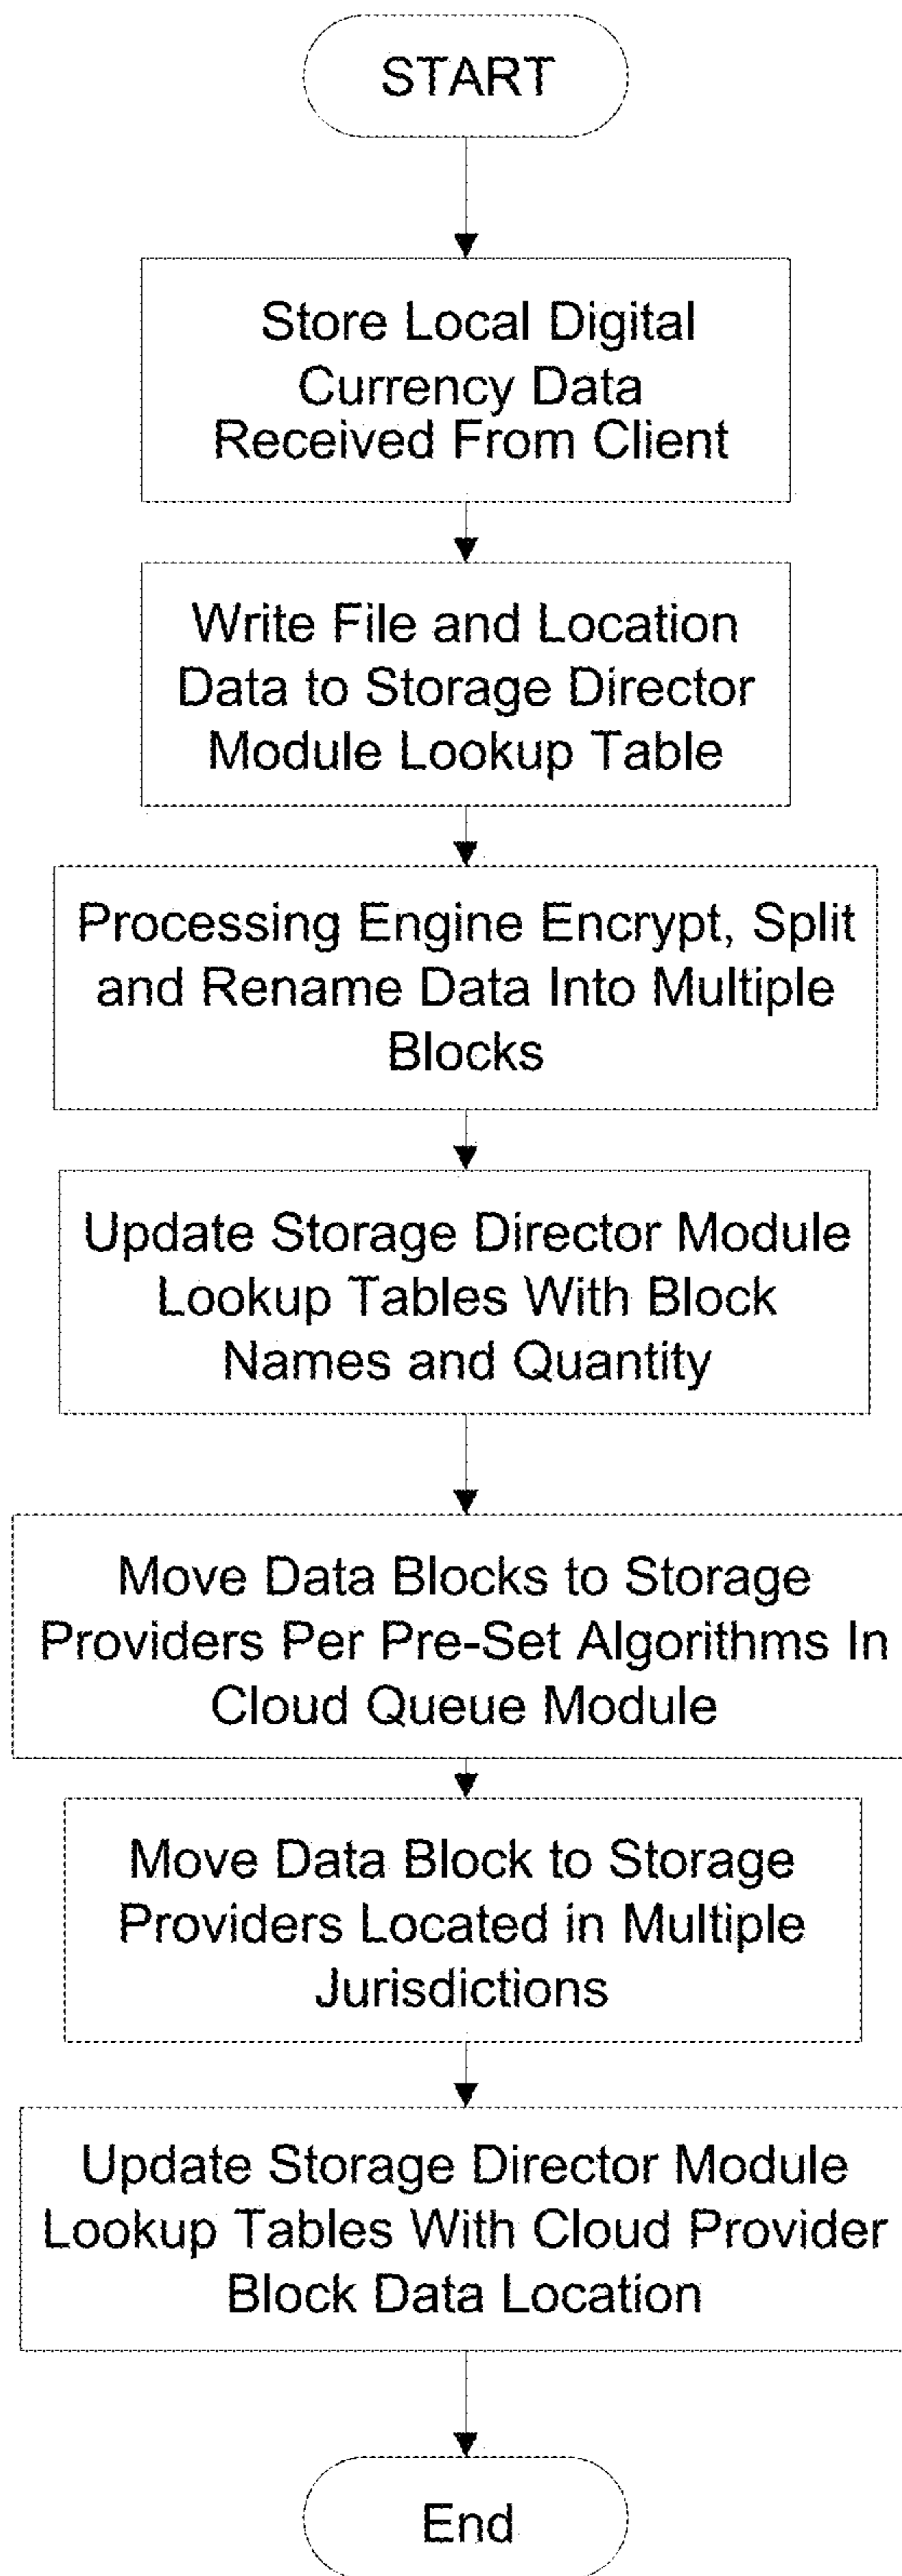 START
Store Local Digital
Currency Data
Received From Client
Write File and Location
Data to Storage Director
Module Lookup Table
Processing Engine Encrypt, Split
and Rename Data Into Multiple
Blocks
Update Storage Director Module
Lookup Tables With Block
Names and Quantity
Move Data Blocks to Storage
Providers Per Pre-Set Algorithms In
Cloud Queue Module
Move Data Block to Storage
Providers Located in Multiple
Jurisdictions
Update Storage Director Module
Lookup Tables With Cloud Provider
Block Data Location
End